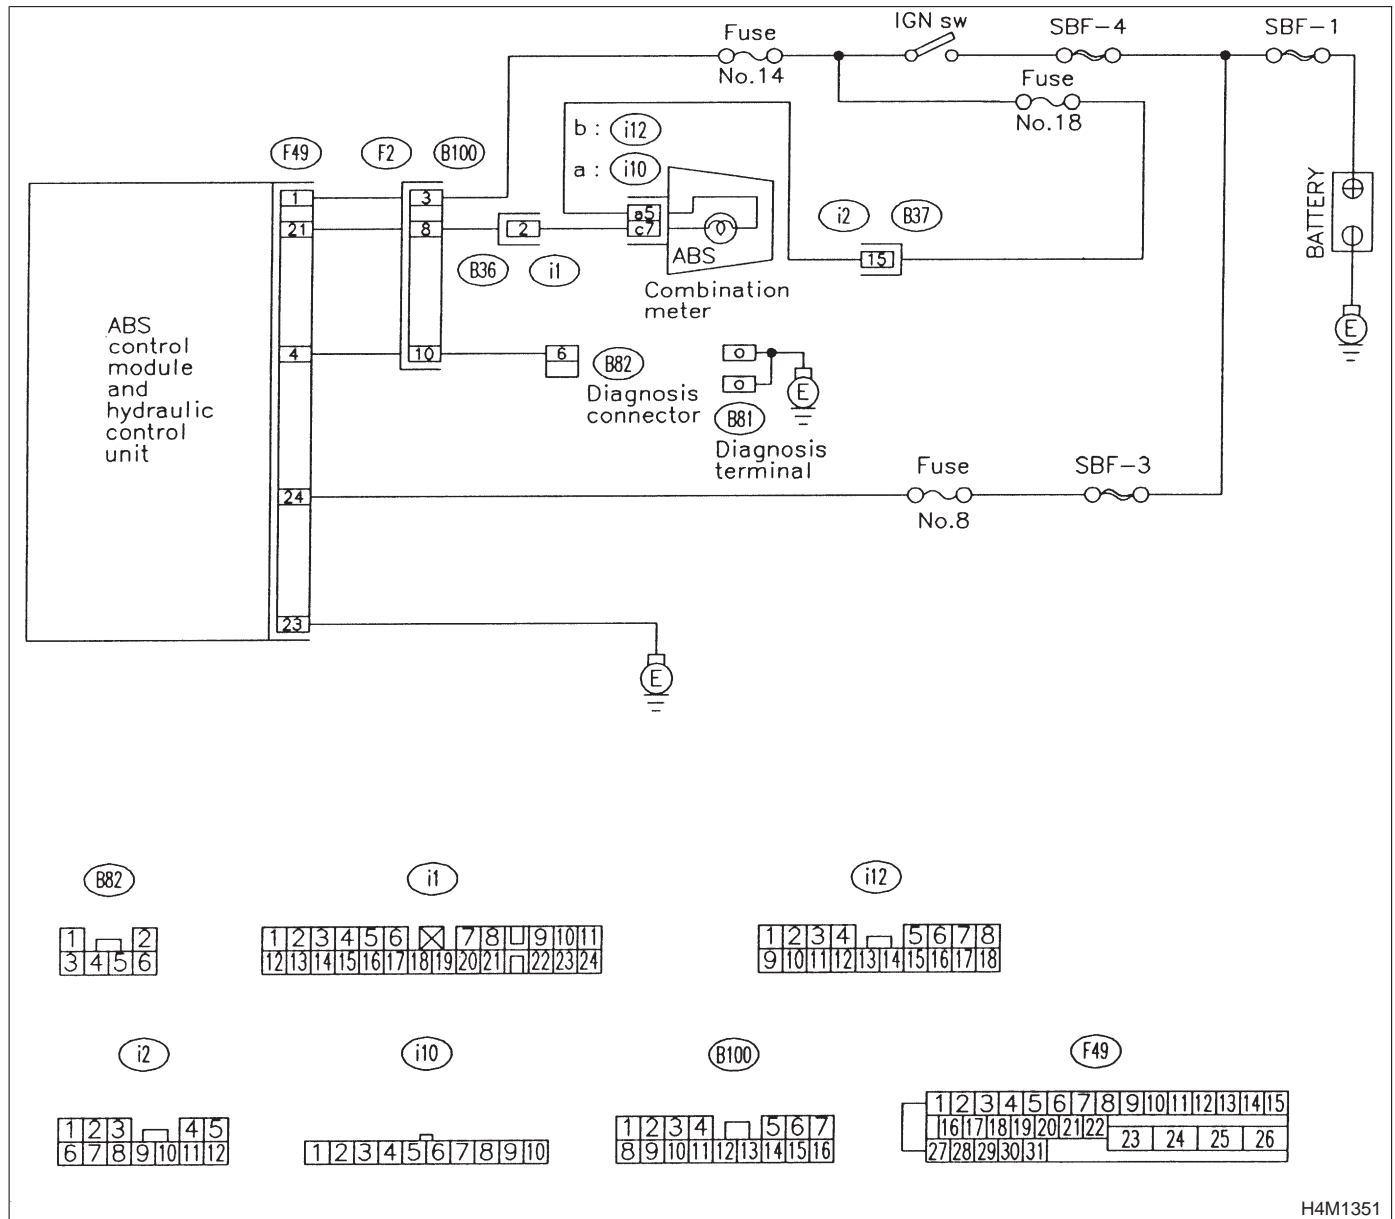 IGN sw
SBF-4
SBF-1
Fuse
No.14
Fuse
No.18
b : i12
a : i10
F49
F2
B100
1
3
21
8
2
a5
c7
ABS
i2
B37
15
BATTERY
E
B36
i1
Combination
meter
ABS
control
module
and
hydraulic
control
unit
4
10
6
B82
Diagnosis
connector
E
B81
Diagnosis
terminal
24
Fuse
No.8
SBF-3
23
E
B82
i1
i12
1 2
3 4 5 6
1 2 3 4 5 6 7 8 9 10 11
12 13 14 15 16 17 18 19 20 21 22 23 24
1 2 3 4 5 6 7 8
9 10 11 12 13 14 15 16 17 18
i2
i10
B100
F49
1 2 3 4 5
6 7 8 9 10 11 12
1 2 3 4 5 6 7 8 9 10
1 2 3 4 5 6 7
8 9 10 11 12 13 14 15 16
1 2 3 4 5 6 7 8 9 10 11 12 13 14 15
16 17 18 19 20 21 22 23 24 25 26
27 28 29 30 31
H4M1351